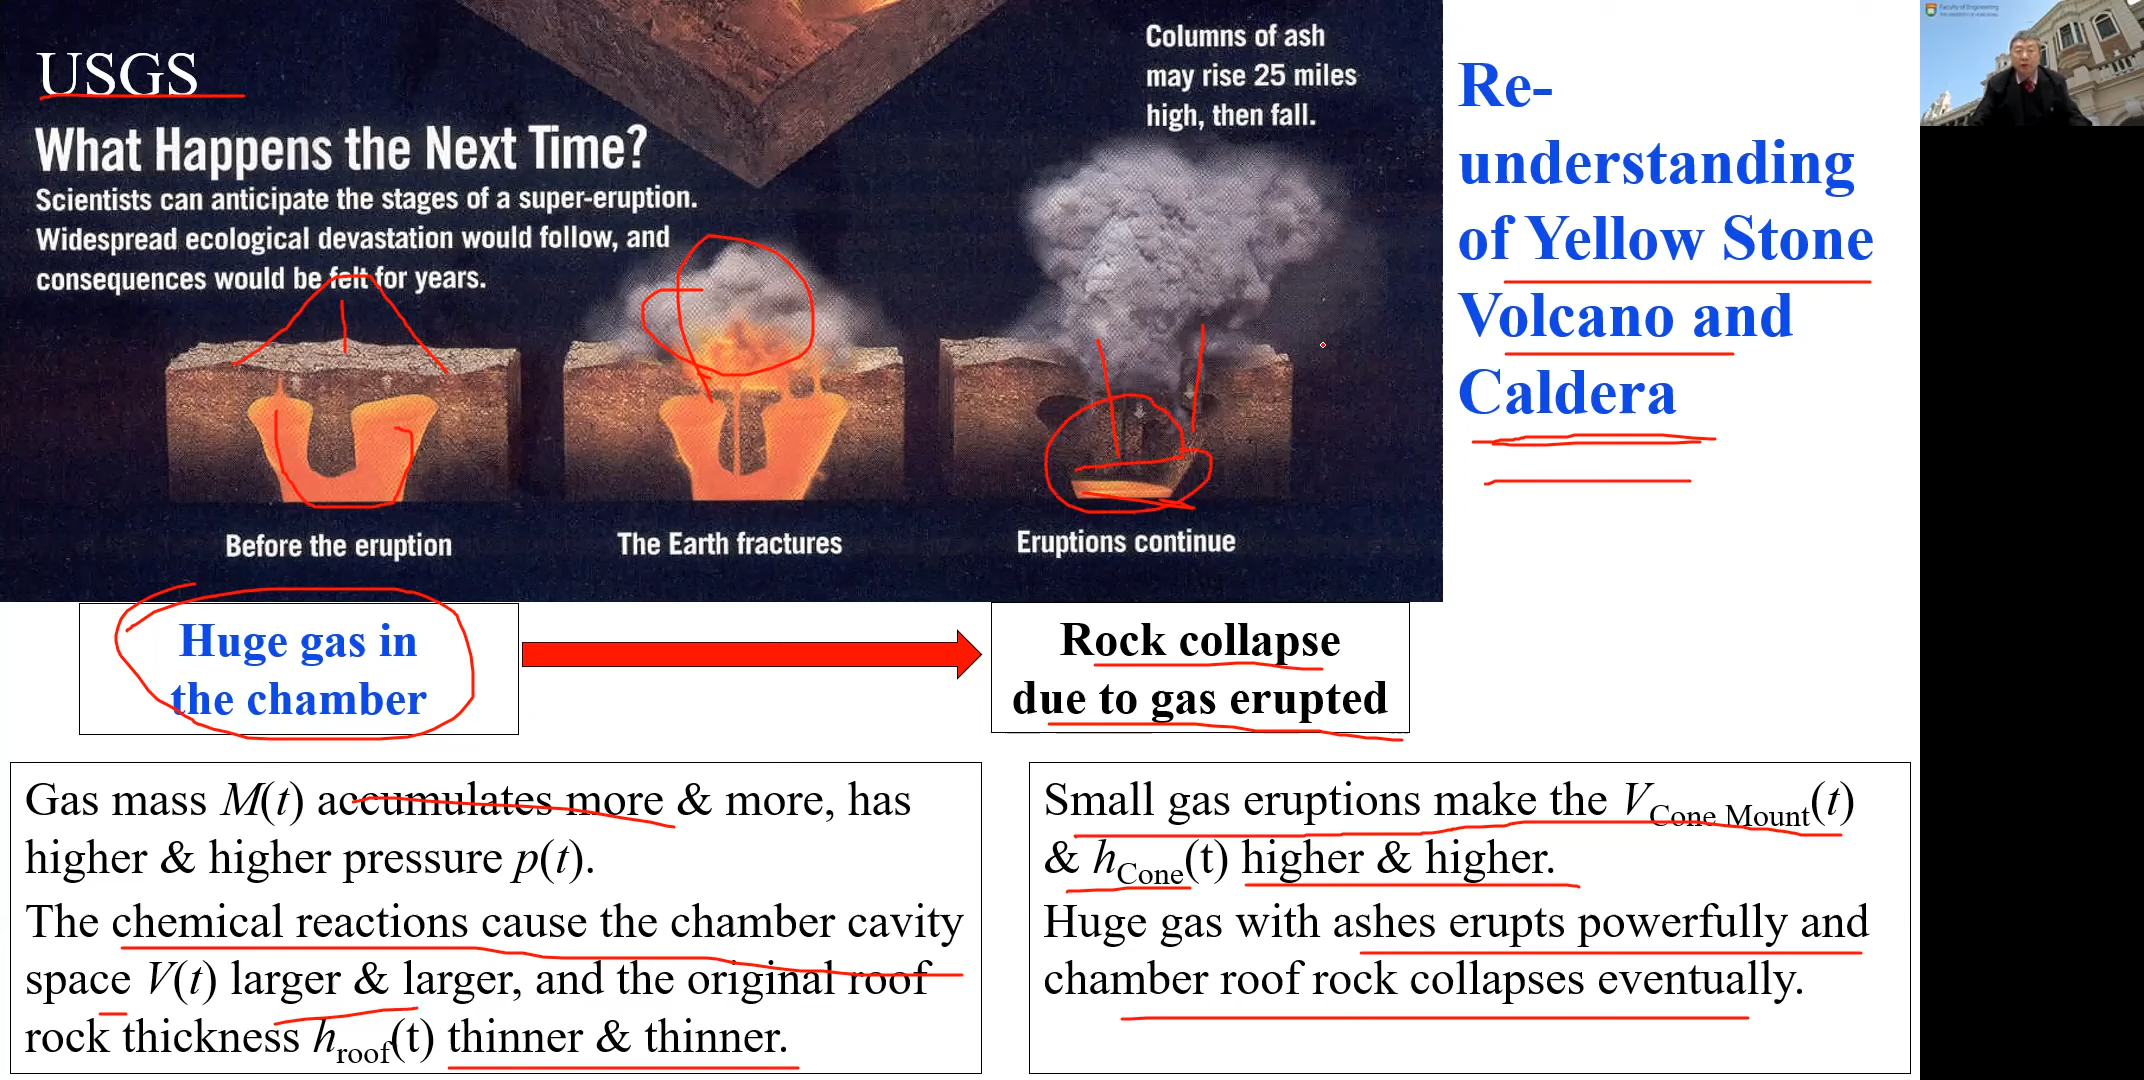 USGS
What Happens the Next Time?
Scientists can anticipate the stages of a super-eruption.
Widespread ecological devastation would follow, and
consequences would be felt for years.
Columns of ash
may rise 25 miles
high, then fall.
Before the eruption
The Earth fractures
Eruptions continue
Re-
understanding
of Yellow Stone
Volcano and
Caldera
Faculty of Engineering
Huge gas in
the chamber
Rock collapse
due to gas erupted
Gas mass M(t) accumulates more & more, has
higher & higher pressure p(t).
The chemical reactions cause the chamber cavity
space V(t) larger & larger, and the original roof
rock thickness hroof(t) thinner & thinner.
Small gas eruptions make the VCone Mount(t)
& hCone(t) higher & higher.
Huge gas with ashes erupts powerfully and
chamber roof rock collapses eventually.